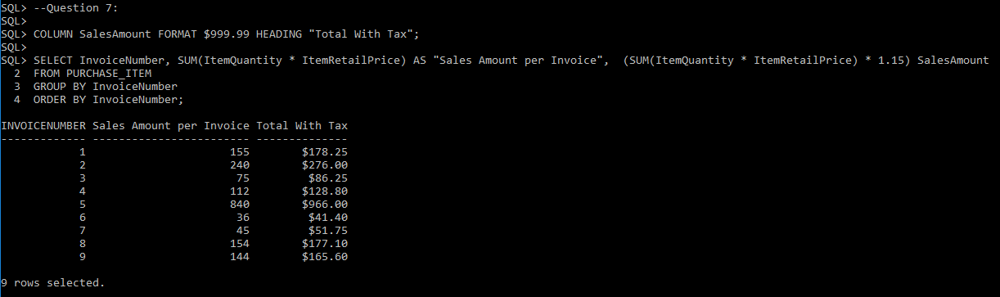 SQL> --Question 7:
SQL>
SQL> COLUMN SalesAmount FORMAT $999.99 HEADING "Total With Tax";
SQL>
SQL> SELECT InvoiceNumber, SUM(ItemQuantity * ItemRetailPrice) AS "Sales Amount per Invoice",  (SUM(ItemQuantity * ItemRetailPrice) * 1.15) SalesAmount
  2  FROM PURCHASE_ITEM
  3  GROUP BY InvoiceNumber
  4  ORDER BY InvoiceNumber;
INVOICENUMBER Sales Amount per Invoice Total With Tax
------------- ------------------------ --------------
            1                      155        $178.25
            2                      240        $276.00
            3                       75         $86.25
            4                      112        $128.80
            5                      840        $966.00
            6                       36         $41.40
            7                       45         $51.75
            8                      154        $177.10
            9                      144        $165.60
9 rows selected.